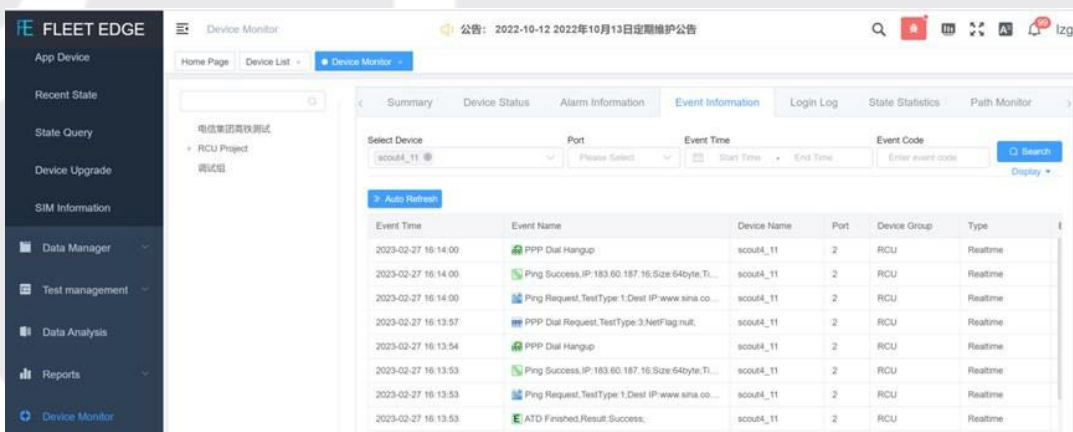 FLEET EDGE
Device Monitor
公告: 2022-10-12 2022年10月13日定期维护公告
99
lzg
App Device
Recent State
State Query
Device Upgrade
SIM Information
Data Manager
Test management
Data Analysis
Reports
Device Monitor
Home Page
Device List
Device Monitor
电信集团高铁测试
RCU Project
调试组
Summary
Device Status
Alarm Information
Event Information
Login Log
State Statistics
Path Monitor
Select Device
Port
Event Time
Event Code
scout4_11
Please Select
Start Time - End Time
Enter event code
Search
Display
Auto Refresh
Event Time Event Name Device Name Port Device Group Type
2023-02-27 16:14:00 PPP Dial Hangup scout4_11 2 RCU Realtime
2023-02-27 16:14:00 Ping Success,IP:183.60.187.16;Size:64byte;Ti... scout4_11 2 RCU Realtime
2023-02-27 16:14:00 Ping Request,TestType:1;Dest IP:www.sina.co... scout4_11 2 RCU Realtime
2023-02-27 16:13:57 PPP PPP Dial Request,TestType:3;NetFlag:null; scout4_11 2 RCU Realtime
2023-02-27 16:13:54 PPP Dial Hangup scout4_11 2 RCU Realtime
2023-02-27 16:13:53 Ping Success,IP:183.60.187.16;Size:64byte;Ti... scout4_11 2 RCU Realtime
2023-02-27 16:13:53 Ping Request,TestType:1;Dest IP:www.sina.co... scout4_11 2 RCU Realtime
2023-02-27 16:13:53 E ATD Finished,Result:Success; scout4_11 2 RCU Realtime